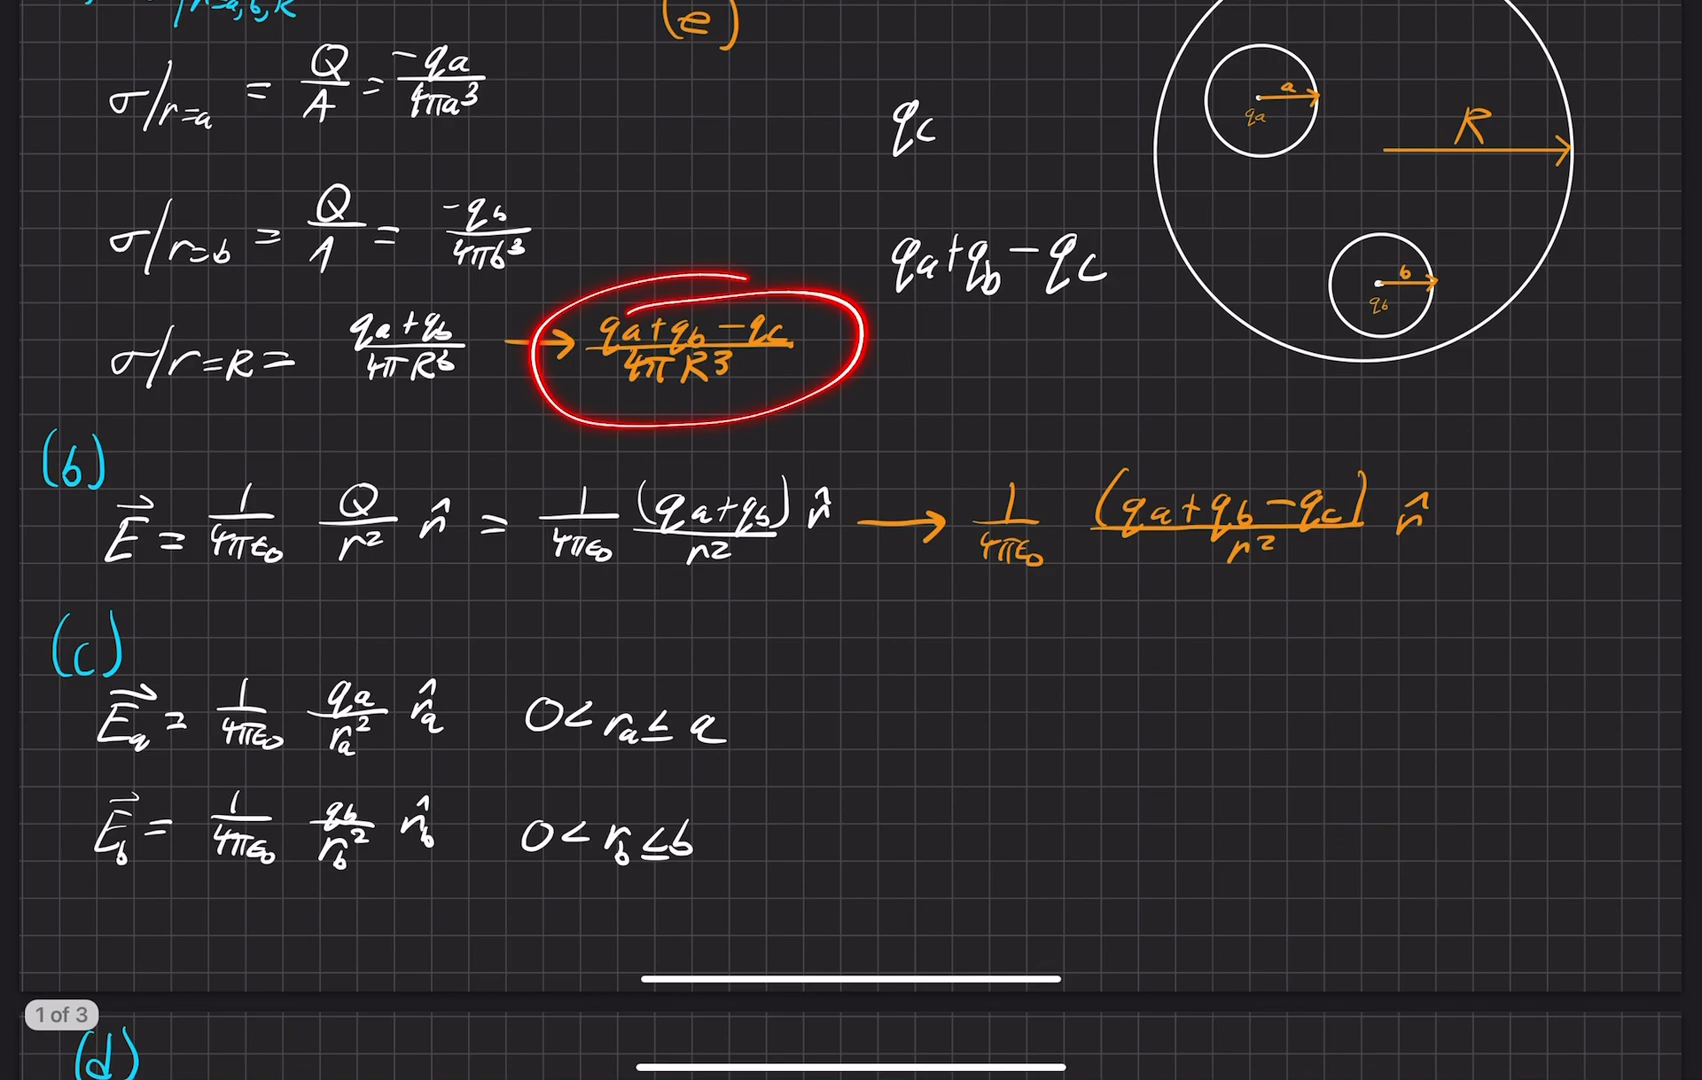 r=a,b,R
(e)
σ|r=a = Q/A = -qa/4πa³
qc
a
qa
R
σ|r=b = Q/A = -qb/4πb³
qa+qb-qc
b
qb
σ|r=R = qa+qb/4πR³ → qa+qb-qc/4πR³
(b)
E⃗ = 1/4πε₀ Q/r² r̂ = 1/4πε₀ (qa+qb)/r² r̂ → 1/4πε₀ (qa+qb-qc)/r² r̂
(c)
E⃗a = 1/4πε₀ qa/ra² r̂a 0<ra≤a
E⃗b = 1/4πε₀ qb/rb² r̂b 0<rb≤b
1 of 3
(d)